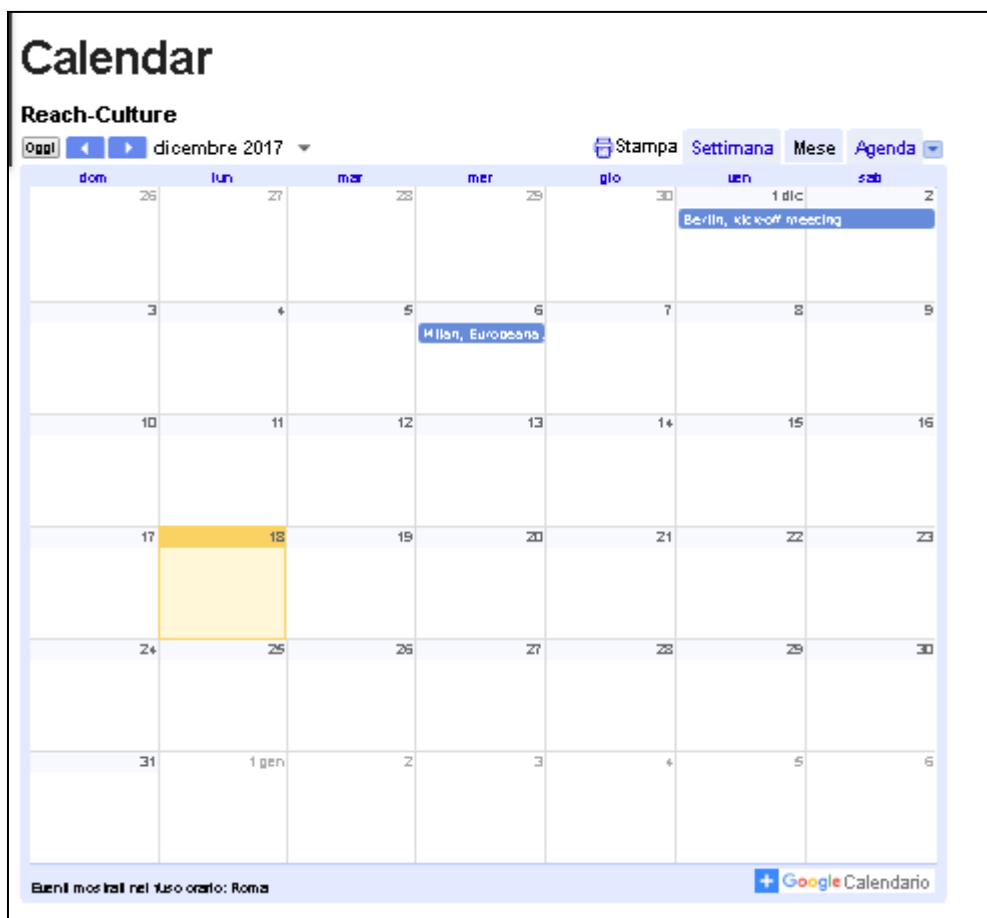 Calendar
Reach-Culture
Oggi dicembre 2017 Stampa Settimana Mese Agenda
dom lun mar mer gio ven sab
26 27 28 29 30 1 dic 2
Berlin, kick-off meeting
3 4 5 6 7 8 9
Milan, Europeana
10 11 12 13 14 15 16
17 18 19 20 21 22 23
24 25 26 27 28 29 30
31 1 gen 2 3 4 5 6
Eventi mostrati nel fuso orario: Roma
+ Google Calendario